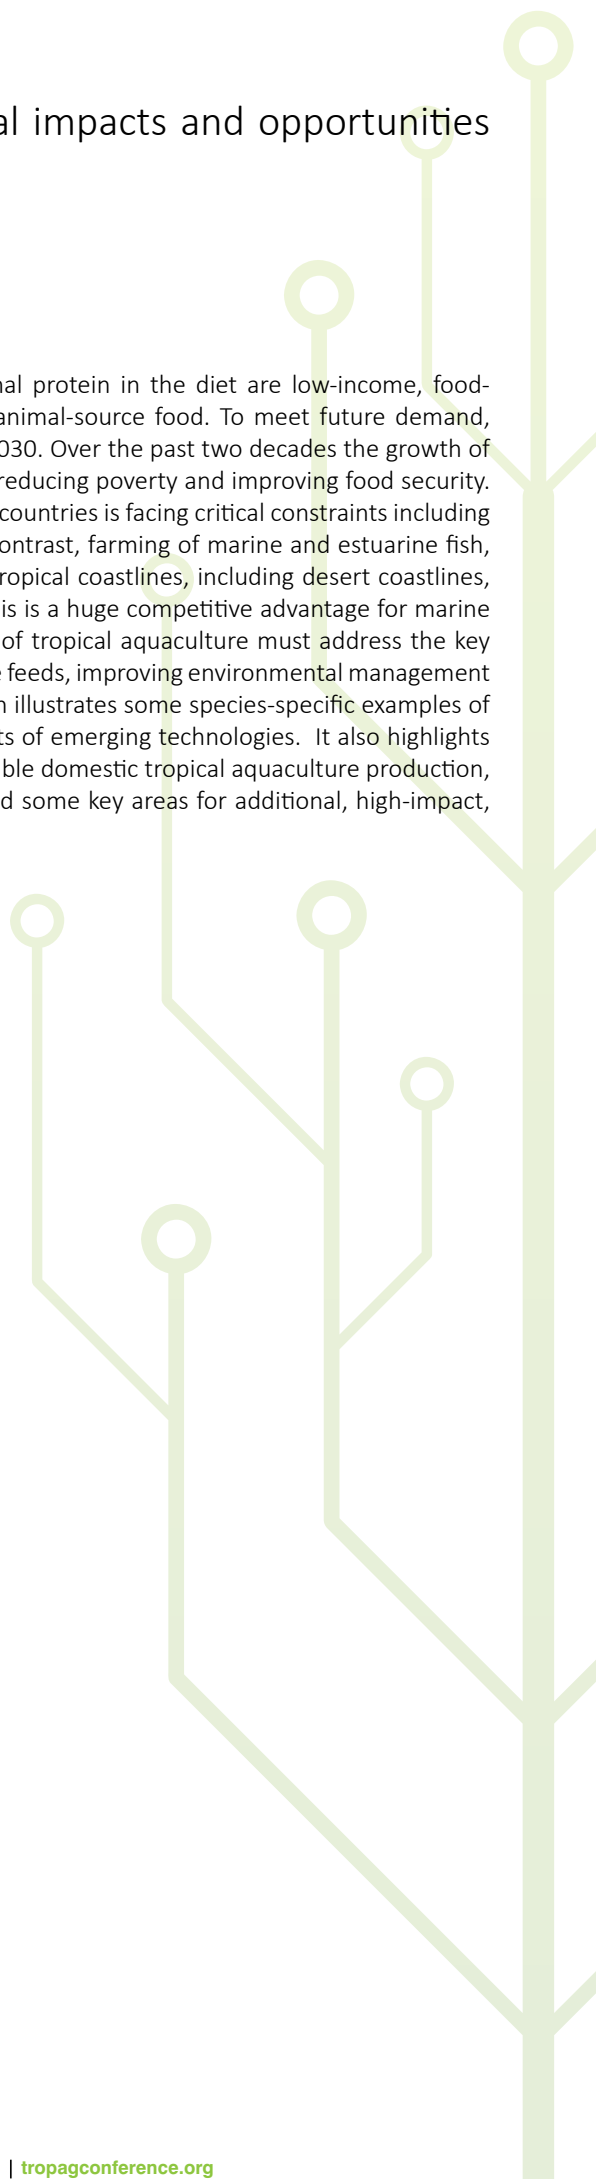 al impacts and opportunities
nal protein in the diet are low-income, food-
animal-source food. To meet future demand,
030. Over the past two decades the growth of
reducing poverty and improving food security.
countries is facing critical constraints including
ontrast, farming of marine and estuarine fish,
ropical coastlines, including desert coastlines,
is is a huge competitive advantage for marine
of tropical aquaculture must address the key
e feeds, improving environmental management
n illustrates some species-specific examples of
ts of emerging technologies.  It also highlights
ble domestic tropical aquaculture production,
d some key areas for additional, high-impact,
| tropagconference.org